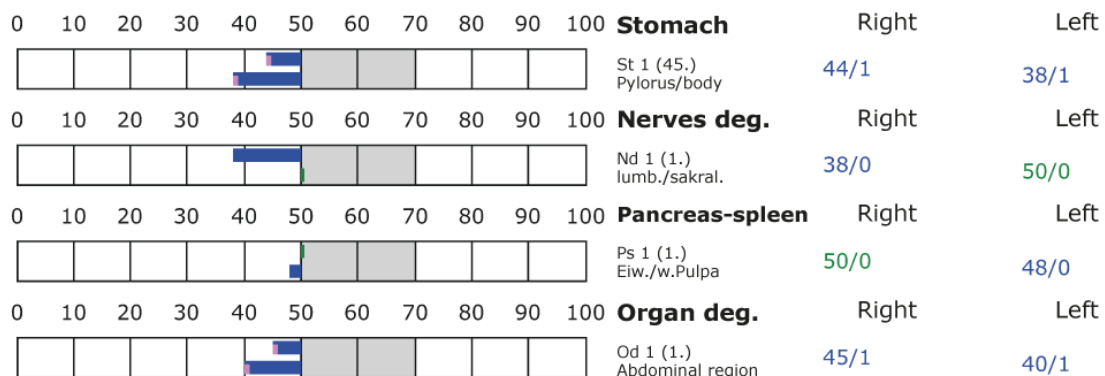 0 10 20 30 40 50 60 70 80 90 100 Stomach Right Left
St 1 (45.)
Pylorus/body 44/1 38/1
0 10 20 30 40 50 60 70 80 90 100 Nerves deg. Right Left
Nd 1 (1.)
lumb./sakral. 38/0 50/0
0 10 20 30 40 50 60 70 80 90 100 Pancreas-spleen Right Left
Ps 1 (1.)
Eiw./w.Pulpa 50/0 48/0
0 10 20 30 40 50 60 70 80 90 100 Organ deg. Right Left
Od 1 (1.)
Abdominal region 45/1 40/1